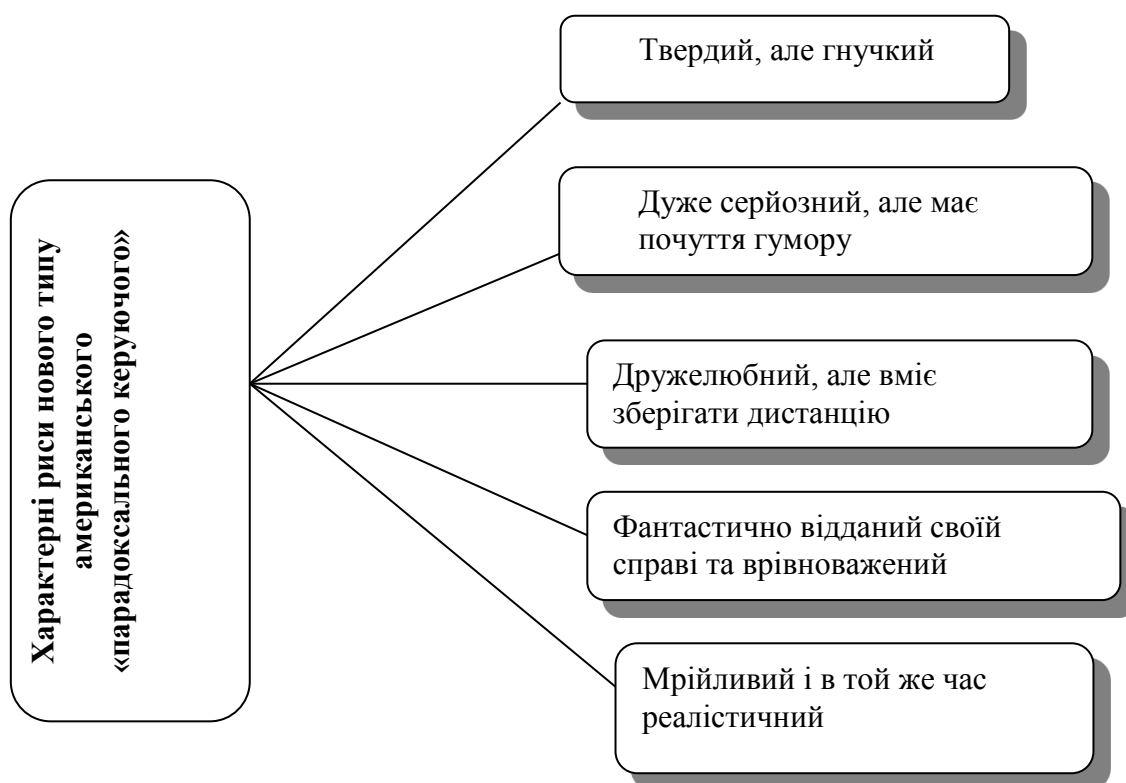 Характерні риси нового типу
американського
«парадоксального керуючого»
Твердий, але гнучкий
Дуже серйозний, але має
почуття гумору
Дружелюбний, але вміє
зберігати дистанцію
Фантастично відданий своїй
справі та врівноважений
Мрійливий і в той же час
реалістичний